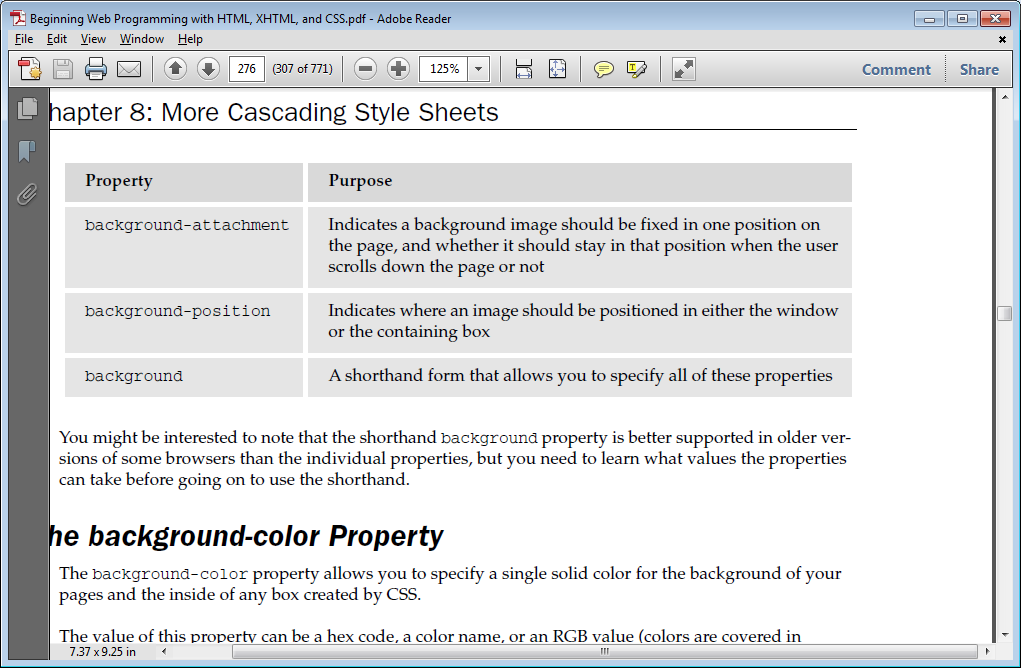 Beginning Web Programming with HTML, XHTML, and CSS.pdf - Adobe Reader
File Edit View Window Help
276 (307 of 771) 125% Comment Share
hapter 8: More Cascading Style Sheets
Property Purpose
background-attachment Indicates a background image should be fixed in one position on
the page, and whether it should stay in that position when the user
scrolls down the page or not
background-position Indicates where an image should be positioned in either the window
or the containing box
background A shorthand form that allows you to specify all of these properties
You might be interested to note that the shorthand background property is better supported in older ver-
sions of some browsers than the individual properties, but you need to learn what values the properties
can take before going on to use the shorthand.
he background-color Property
The background-color property allows you to specify a single solid color for the background of your
pages and the inside of any box created by CSS.
The value of this property can be a hex code, a color name, or an RGB value (colors are covered in
7.37 x 9.25 in